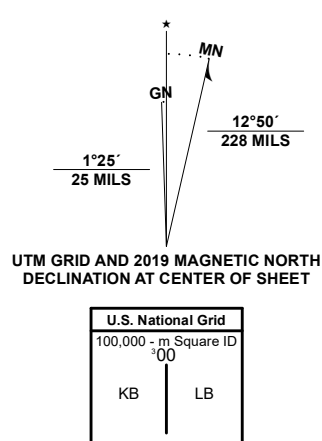 ★
MN
GN
12°50´
228 MILS
1°25´
25 MILS
UTM GRID AND 2019 MAGNETIC NORTH
DECLINATION AT CENTER OF SHEET
U.S. National Grid
100,000 - m Square ID
³00
KB LB